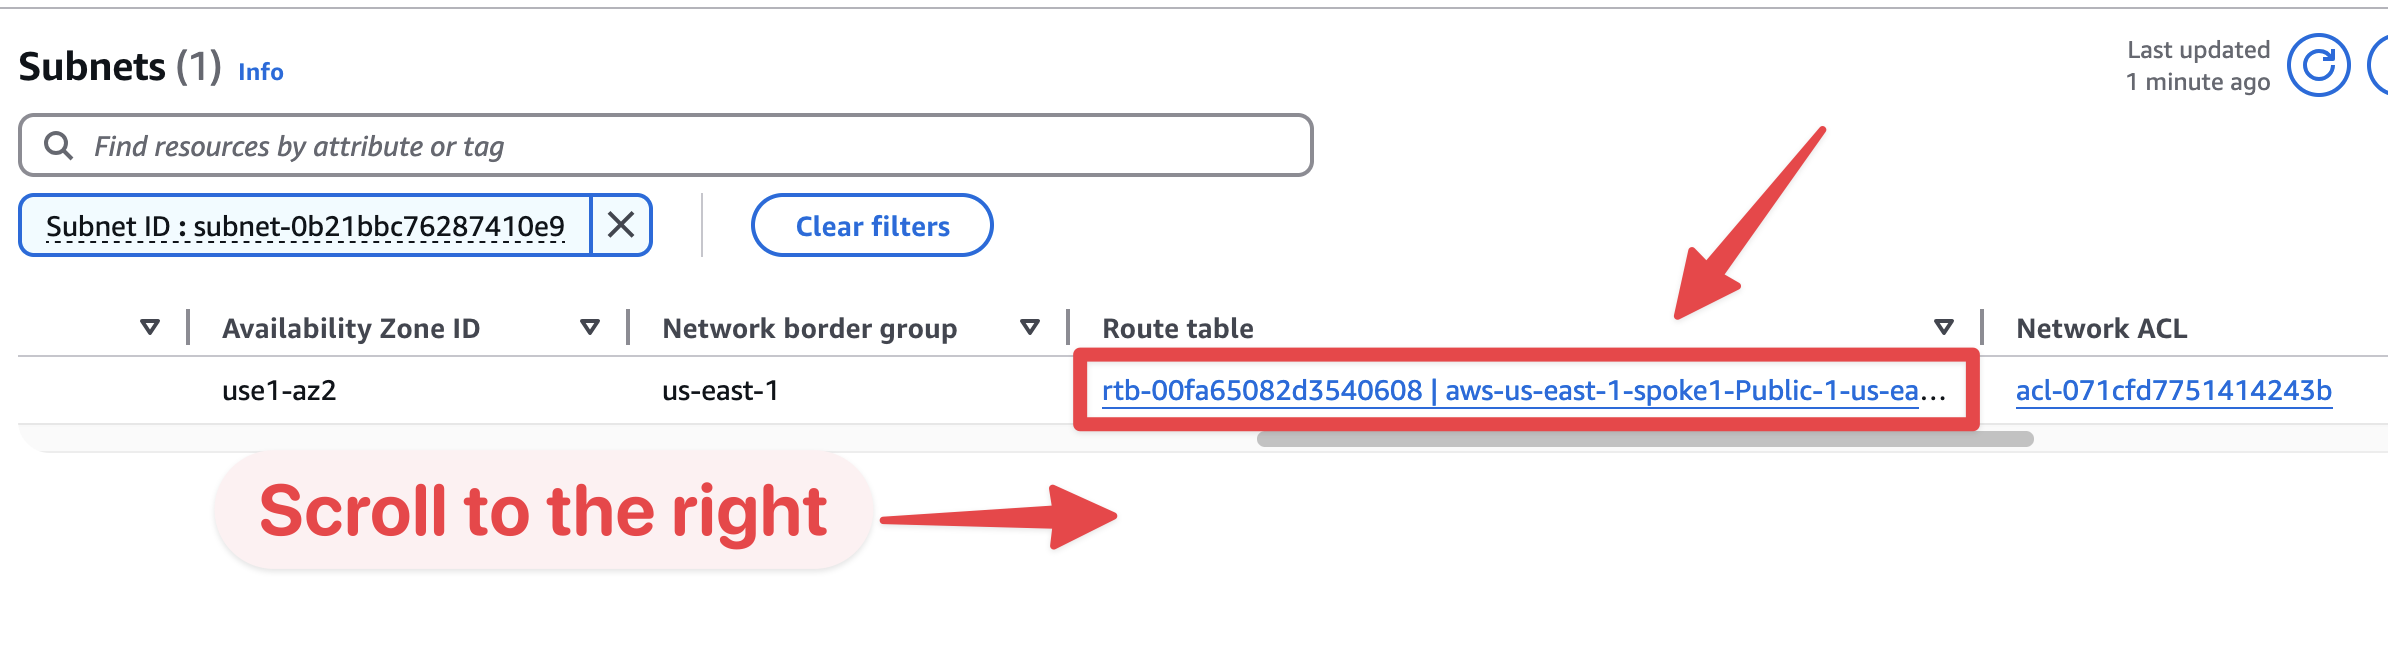 Subnets (1) Info
Last updated
1 minute ago
Find resources by attribute or tag
Subnet ID : subnet-0b21bbc76287410e9
Clear filters
Availability Zone ID Network border group Route table Network ACL
use1-az2 us-east-1 rtb-00fa65082d3540608 | aws-us-east-1-spoke1-Public-1-us-ea... acl-071cfd7751414243b
Scroll to the right